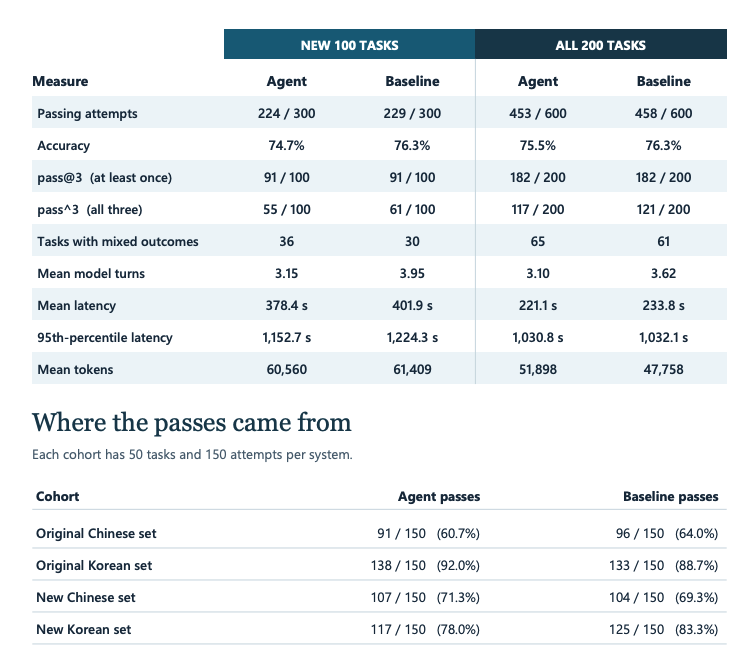 NEW 100 TASKS ALL 200 TASKS
Measure Agent Baseline Agent Baseline
Passing attempts 224 / 300 229 / 300 453 / 600 458 / 600
Accuracy 74.7% 76.3% 75.5% 76.3%
pass@3 (at least once) 91 / 100 91 / 100 182 / 200 182 / 200
pass^3 (all three) 55 / 100 61 / 100 117 / 200 121 / 200
Tasks with mixed outcomes 36 30 65 61
Mean model turns 3.15 3.95 3.10 3.62
Mean latency 378.4 s 401.9 s 221.1 s 233.8 s
95th-percentile latency 1,152.7 s 1,224.3 s 1,030.8 s 1,032.1 s
Mean tokens 60,560 61,409 51,898 47,758
Where the passes came from
Each cohort has 50 tasks and 150 attempts per system.
Cohort Agent passes Baseline passes
Original Chinese set 91 / 150 (60.7%) 96 / 150 (64.0%)
Original Korean set 138 / 150 (92.0%) 133 / 150 (88.7%)
New Chinese set 107 / 150 (71.3%) 104 / 150 (69.3%)
New Korean set 117 / 150 (78.0%) 125 / 150 (83.3%)